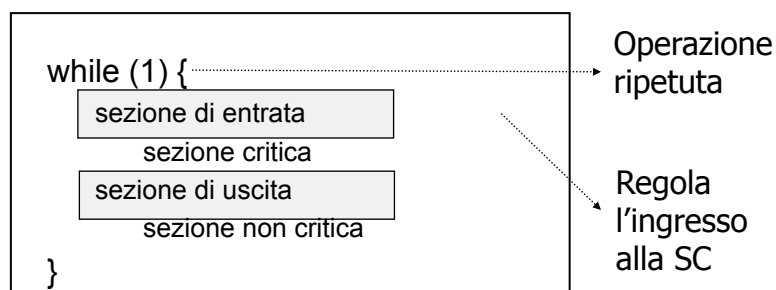 while (1) {
sezione di entrata
sezione critica
sezione di uscita
sezione non critica
}
Operazione
ripetuta
Regola
l’ingresso
alla SC